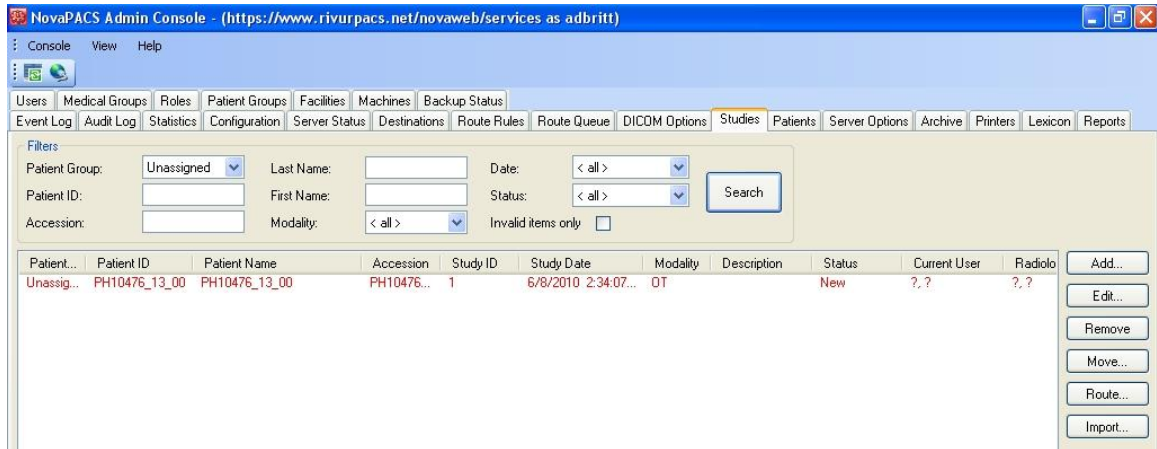 NovaPACS Admin Console - (https://www.rivurpacs.net/novaweb/services as adbritt)
Console View Help
Users Medical Groups Roles Patient Groups Facilities Machines Backup Status
Event Log Audit Log Statistics Configuration Server Status Destinations Route Rules Route Queue DICOM Options Studies Patients Server Options Archive Printers Lexicon Reports
Filters
Patient Group: Unassigned Last Name: Date: < all >
Patient ID: First Name: Status: < all > Search
Accession: Modality: < all > Invalid items only
Patient... Patient ID Patient Name Accession Study ID Study Date Modality Description Status Current User Radiolo Add...
Unassig... PH10476_13_00 PH10476_13_00 PH10476... 1 6/8/2010 2:34:07... OT New ?, ? ?, ?
Edit...
Remove
Move...
Route...
Import...